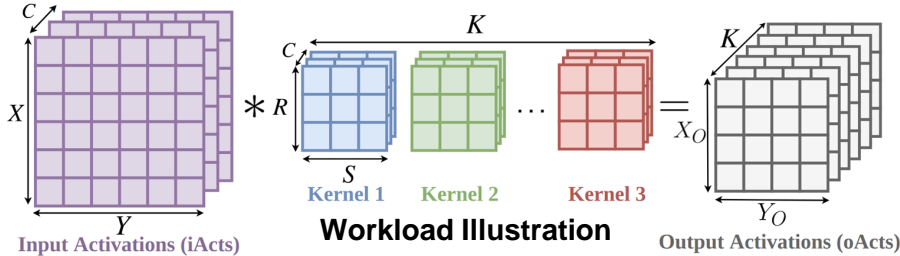 C
X
Y
Input Activations (iActs)
*
C
K
R
S
Kernel 1
Kernel 2
...
Kernel 3
Workload Illustration
=
K
X_O
Y_O
Output Activations (oActs)